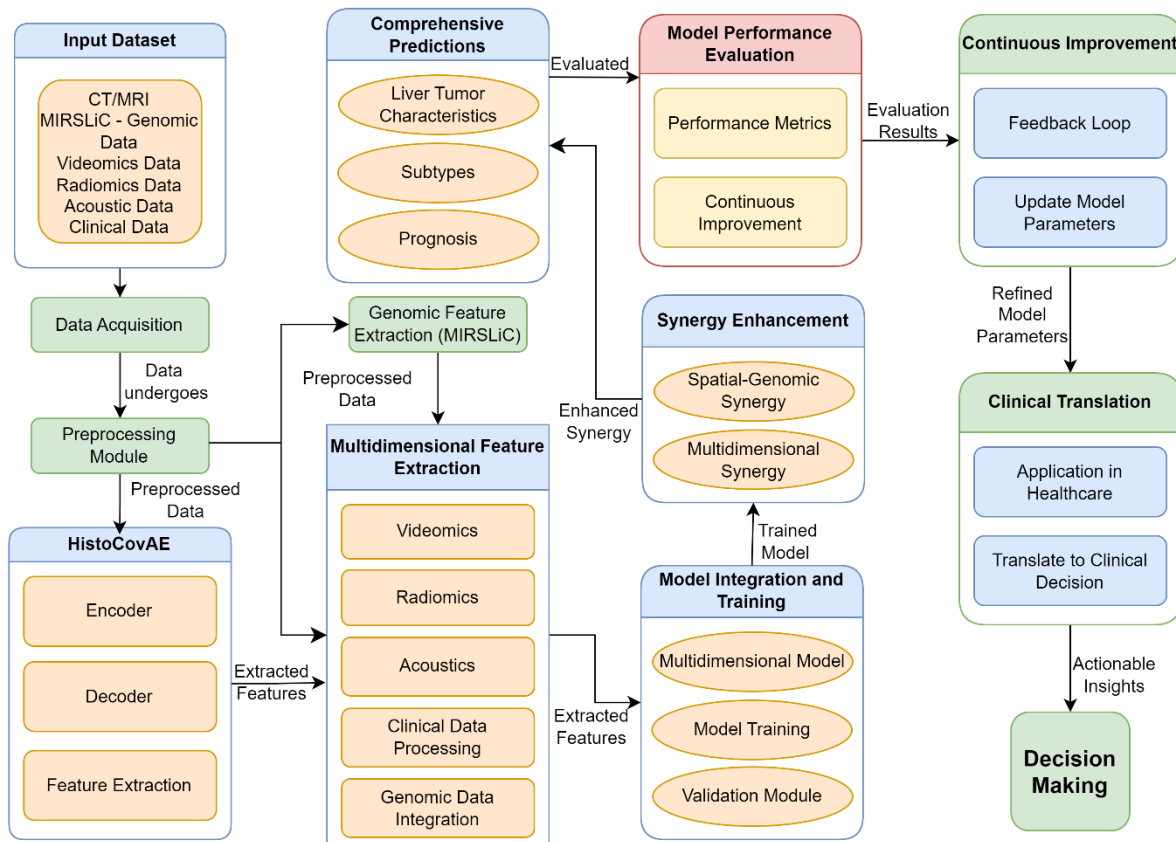 Input Dataset
CT/MRI
MIRSLiC - Genomic
Data
Videomics Data
Radiomics Data
Acoustic Data
Clinical Data
Data Acquisition
Data
undergoes
Preprocessing
Module
Preprocessed
Data
HistoCovAE
Encoder
Decoder
Feature Extraction
Extracted
Features
Comprehensive
Predictions
Liver Tumor
Characteristics
Subtypes
Prognosis
Genomic Feature
Extraction (MIRSLiC)
Preprocessed
Data
Multidimensional Feature
Extraction
Videomics
Radiomics
Acoustics
Clinical Data
Processing
Genomic Data
Integration
Extracted
Features
Evaluated
Model Performance
Evaluation
Performance Metrics
Continuous
Improvement
Evaluation
Results
Synergy Enhancement
Spatial-Genomic
Synergy
Multidimensional
Synergy
Enhanced
Synergy
Trained
Model
Model Integration and
Training
Multidimensional Model
Model Training
Validation Module
Continuous Improvement
Feedback Loop
Update Model
Parameters
Refined
Model
Parameters
Clinical Translation
Application in
Healthcare
Translate to Clinical
Decision
Actionable
Insights
Decision
Making